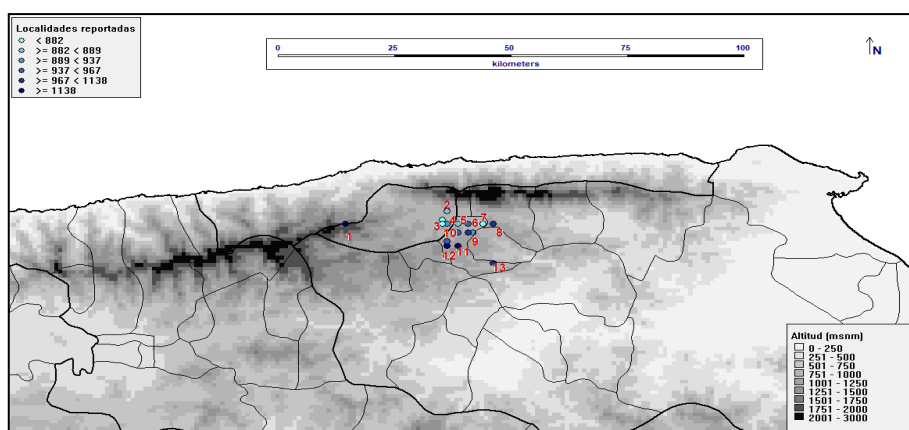 Localidades reportadas
< 882
>= 882 < 889
>= 889 < 937
>= 937 < 967
>= 967 < 1138
>= 1138
0 25 50 75 100
kilometers
N
2
7
3 4 5 6
1
8
10 9
12 11
13
Altitud (msnm)
0 - 250
251 - 500
501 - 750
751 - 1000
1001 - 1250
1251 - 1500
1501 - 1750
1751 - 2000
2001 - 3000